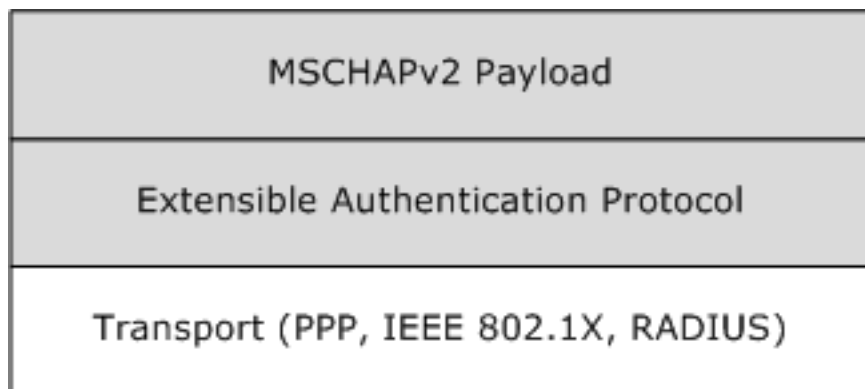 MSCHAPv2 Payload
Extensible Authentication Protocol
Transport (PPP, IEEE 802.1X, RADIUS)